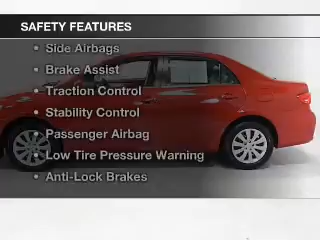 SAFETY FEATURES
• Side Airbags
• Brake Assist
• Traction Control
• Stability Control
• Passenger Airbag
• Low Tire Pressure Warning
• Anti-Lock Brakes